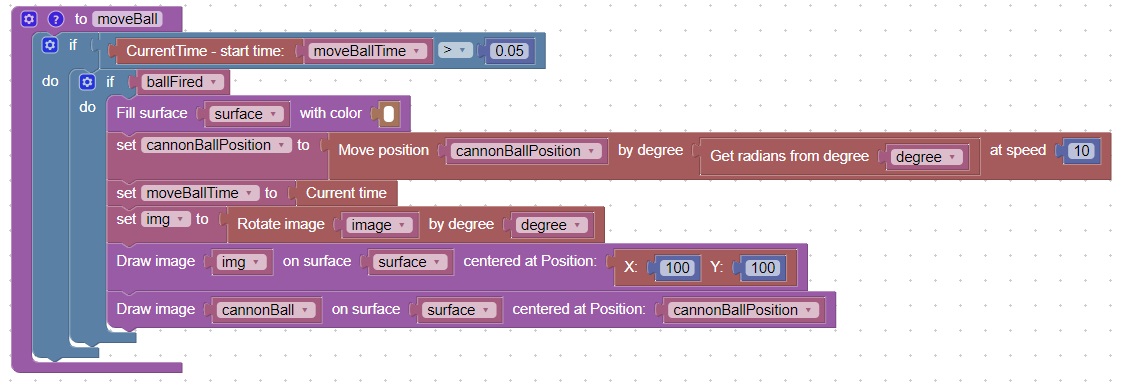 ? to moveBall
if CurrentTime - start time: moveBallTime > 0.05
do if ballFired
do Fill surface surface with color
set cannonBallPosition to Move position cannonBallPosition by degree Get radians from degree degree at speed 10
set moveBallTime to Current time
set img to Rotate image image by degree degree
Draw image img on surface surface centered at Position: X: 100 Y: 100
Draw image cannonBall on surface surface centered at Position: cannonBallPosition